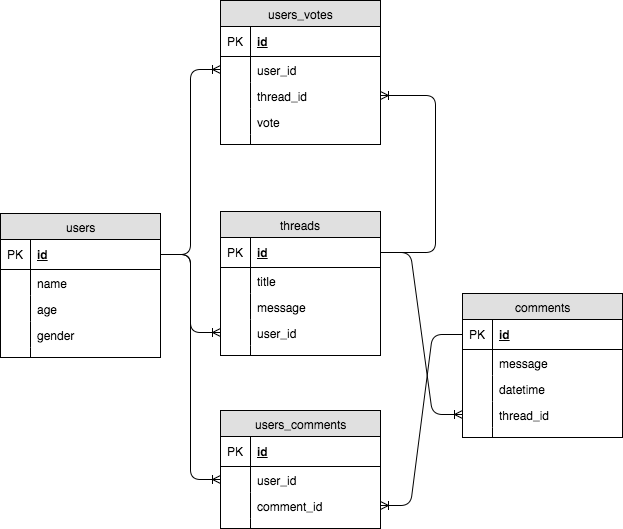 users_votes
PK id
user_id
thread_id
vote
users
PK id
name
age
gender
threads
PK id
title
message
user_id
comments
PK id
message
datetime
thread_id
users_comments
PK id
user_id
comment_id